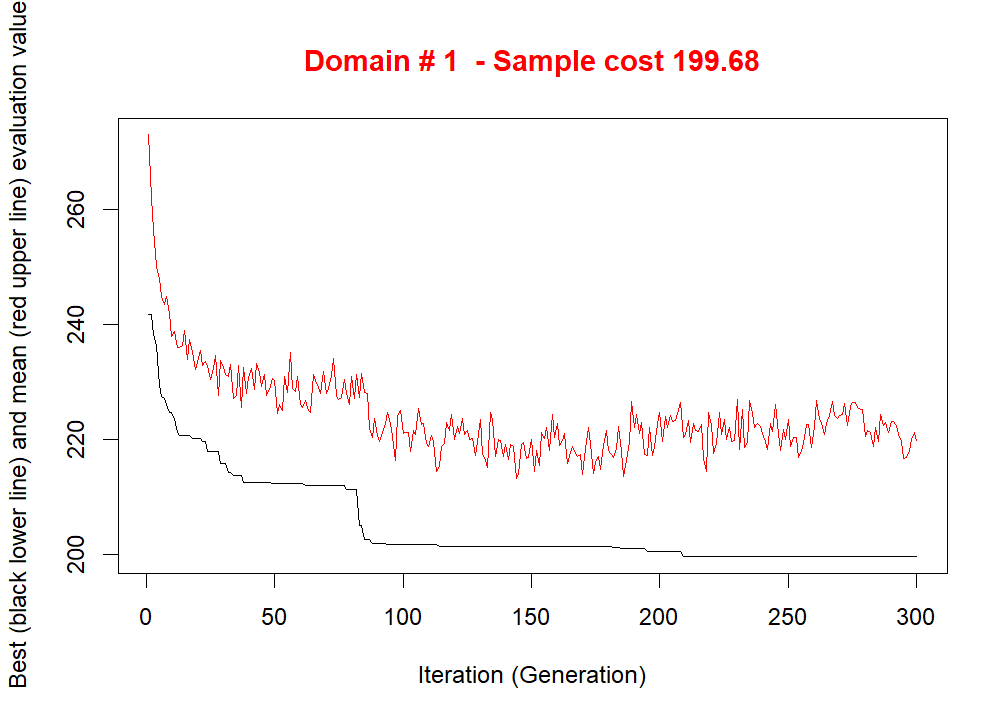 Domain # 1  - Sample cost 199.68
Best (black lower line) and mean (red upper line) evaluation value
260
240
220
200
0 50 100 150 200 250 300
Iteration (Generation)